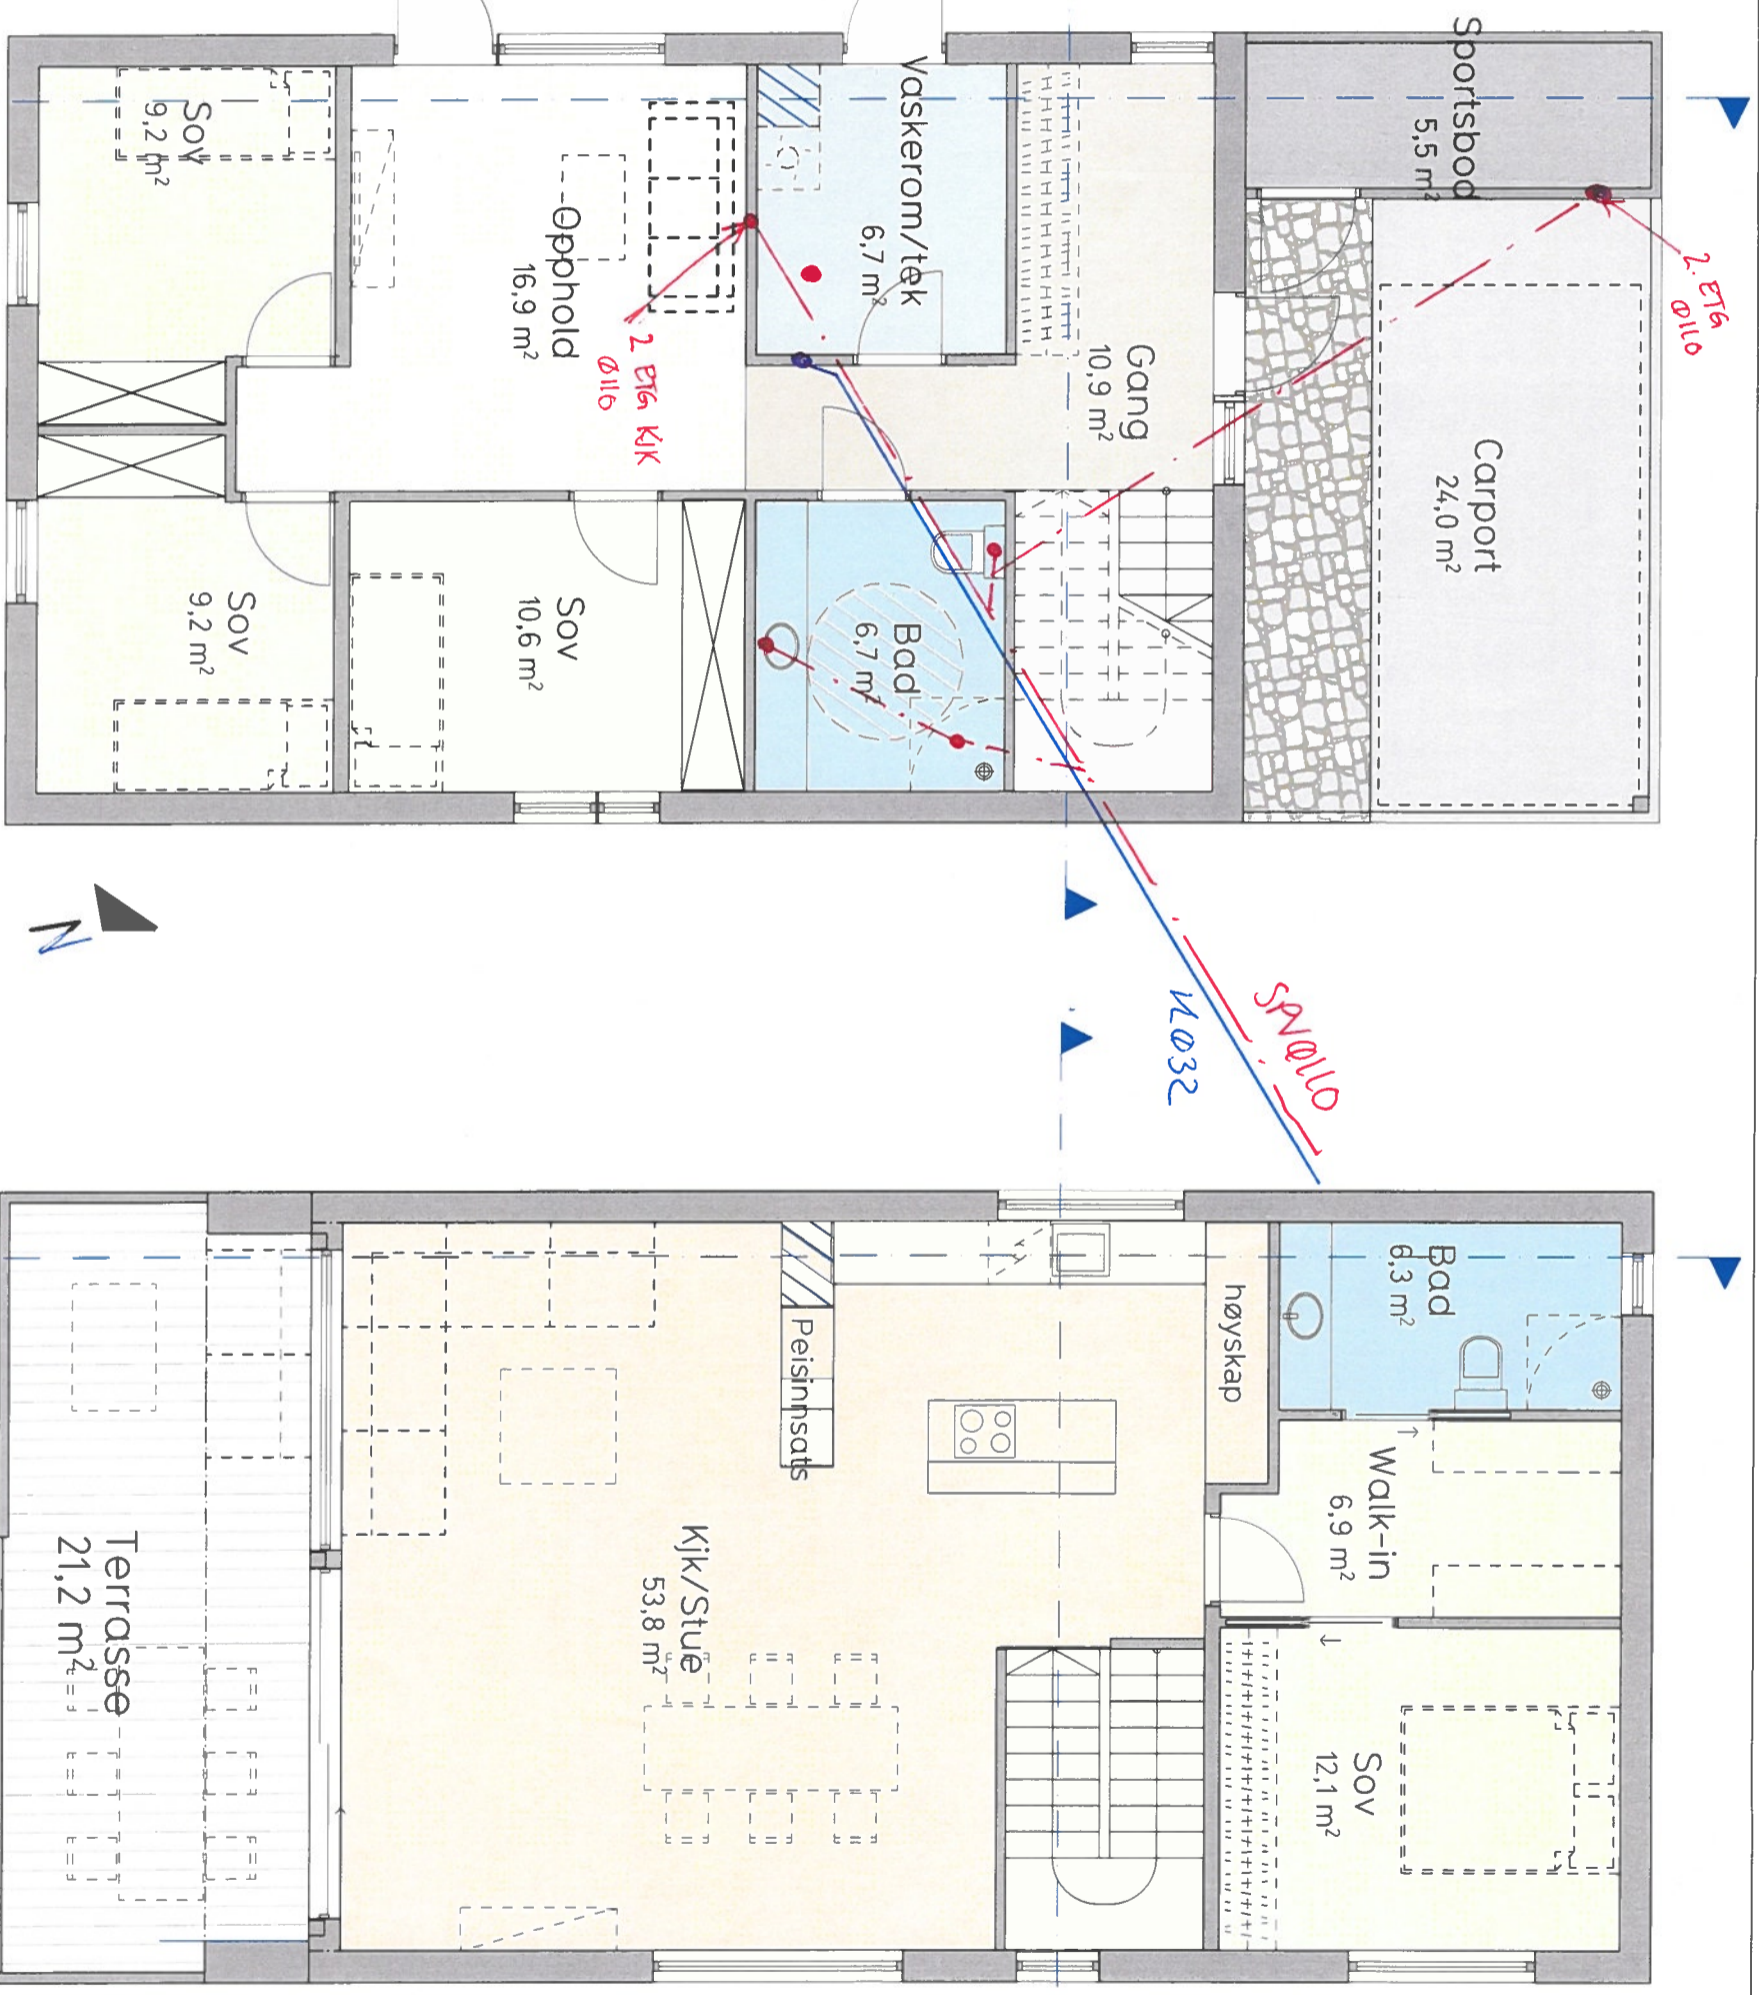 Sportsbod
5,5 m²
Vaskerom/tek
6,7 m²
Sov
9,2 m²
Opphold
16,9 m²
Gang
10,9 m²
Carport
24,0 m²
2. ETG
Ø110
2 ETG KJK
Ø110
Sov
9,2 m²
Sov
10,6 m²
Bad
6,7 m²
N
SPVØ110
VLØ32
Bad
6,3 m²
høyskap
Peisinnsats
Walk-in
6,9 m²
Kjk/Stue
53,8 m²
Terrasse
21,2 m²
Sov
12,1 m²